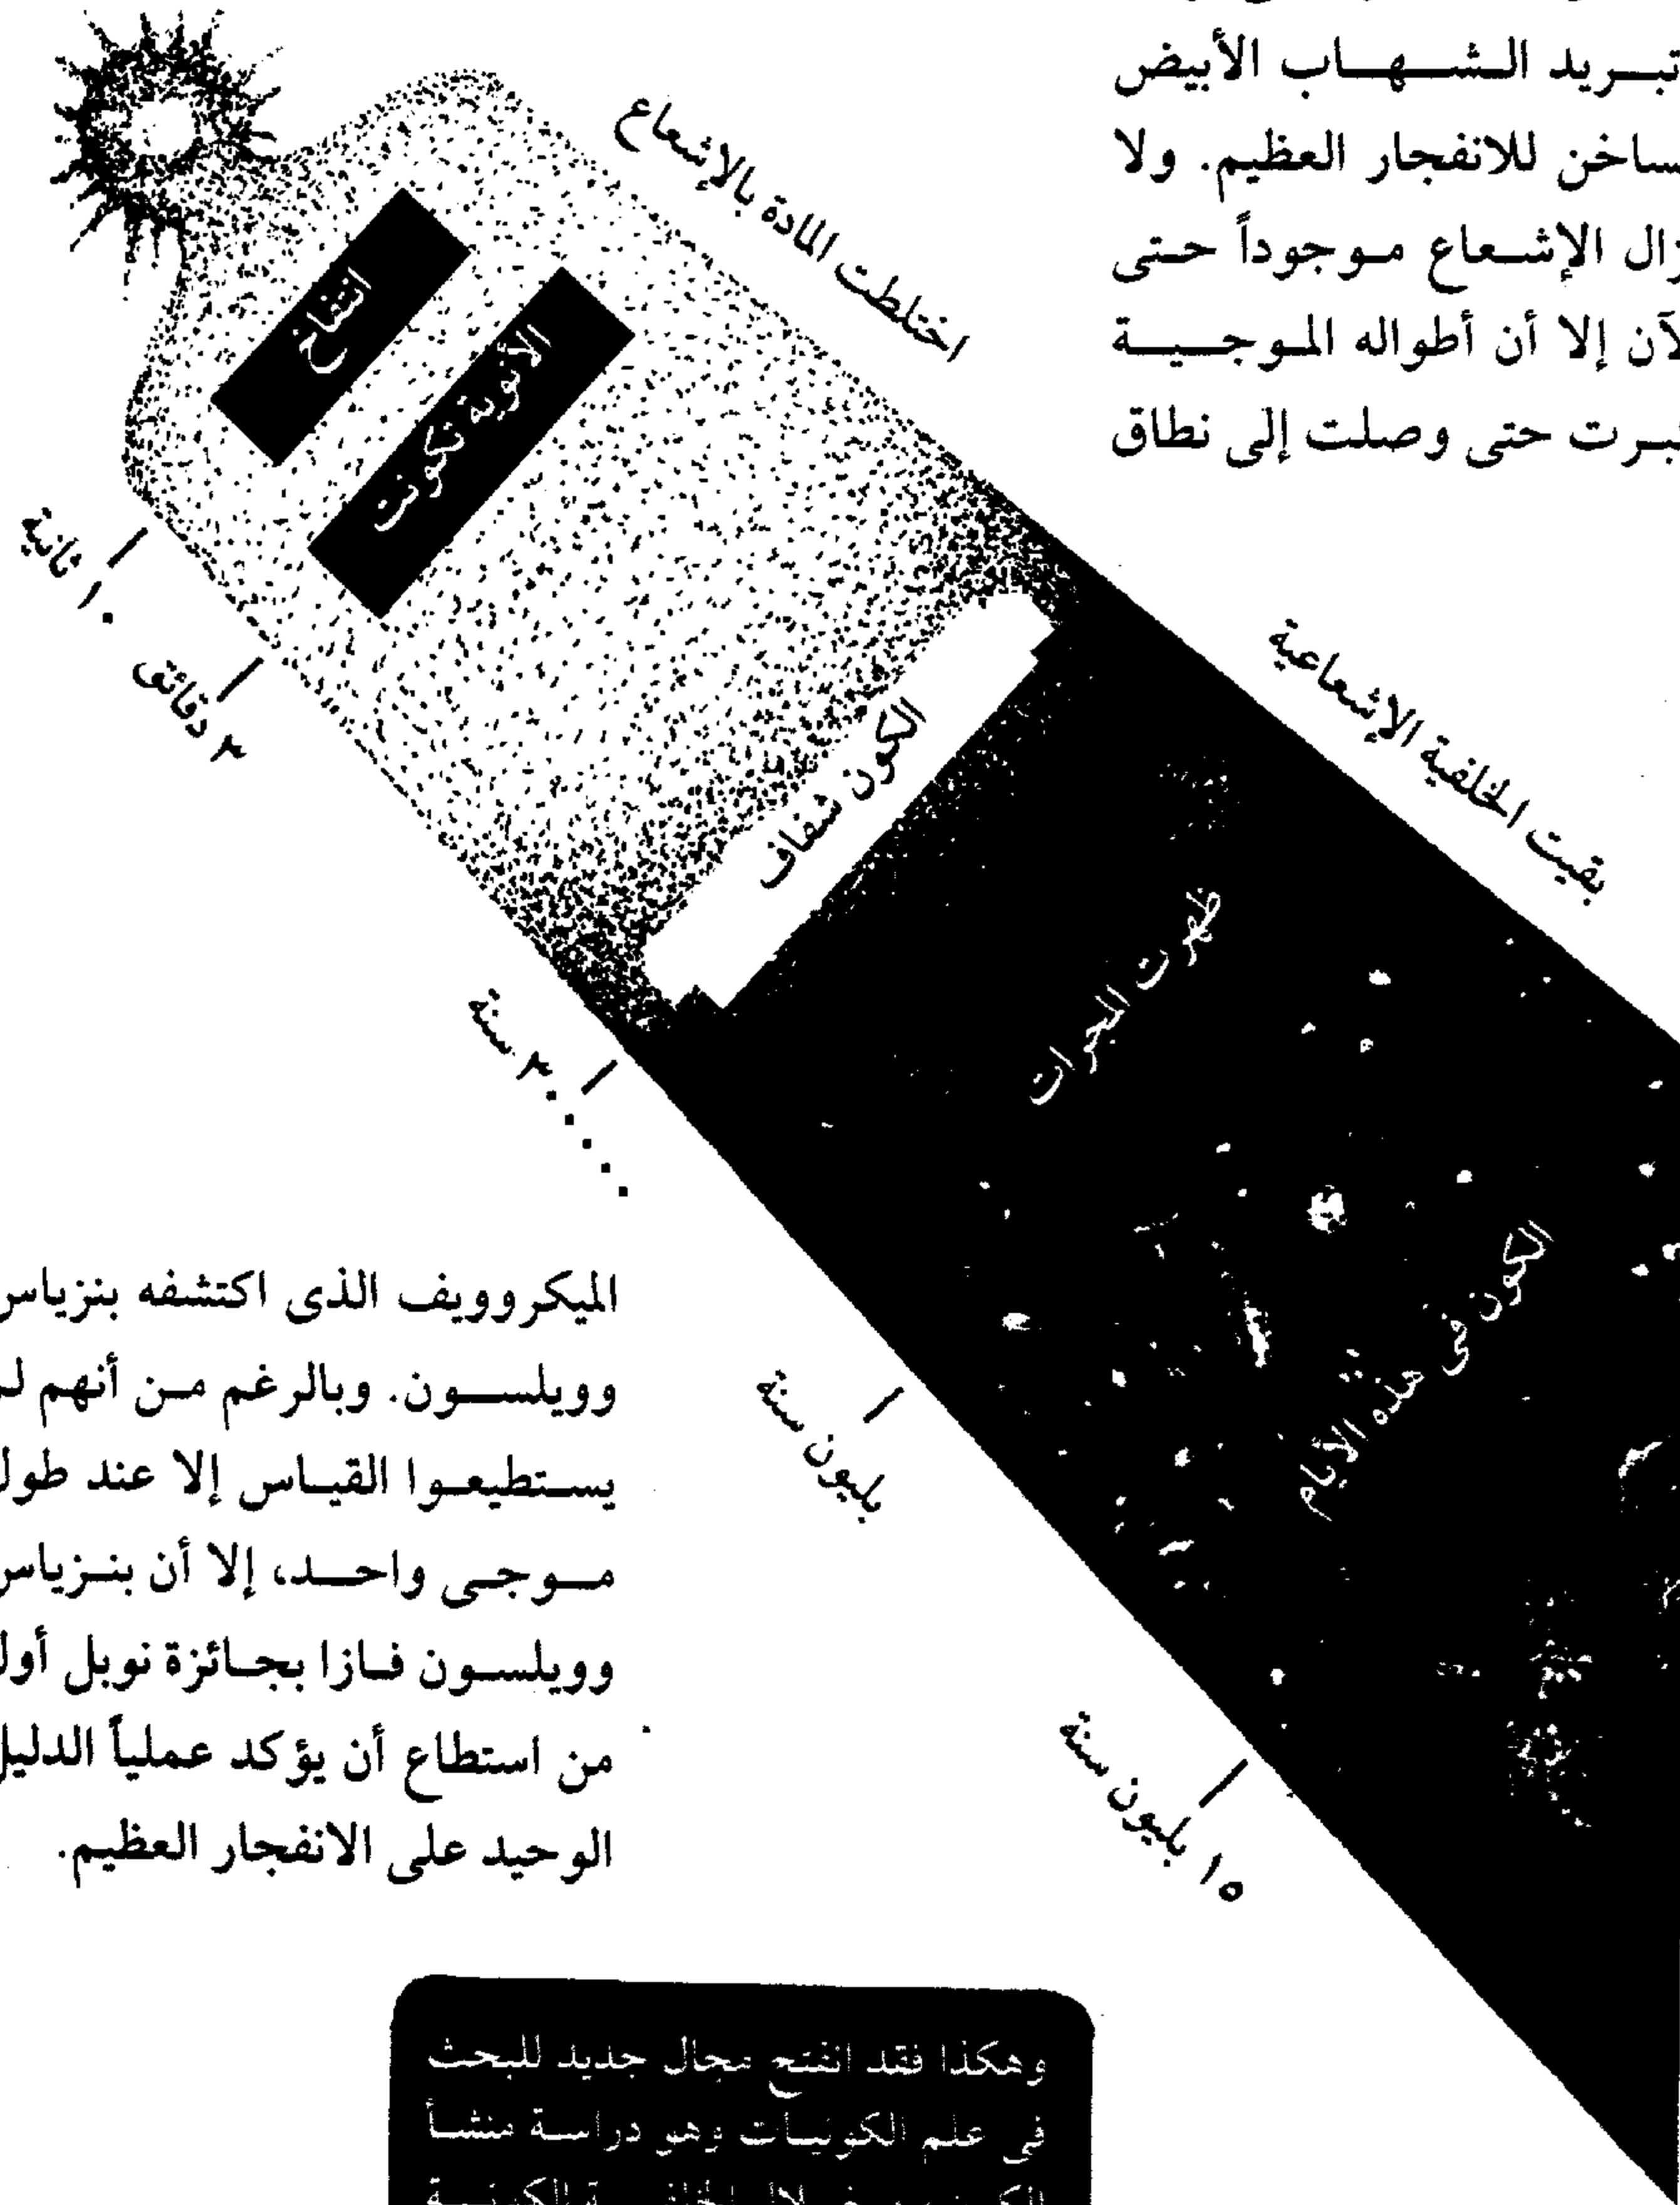 تبريد الشهاب الأبيض
ساخن للانفجار العظيم. ولا
زال الإشعاع موجوداً حتى
لآن إلا أن أطواله الموجية
كبرت حتى وصلت إلى نطاق
اختلطت المادة بالإشعاع
انتفاخ
الأنوية تكونت
١٠ ثانية
٣ دقائق
الكون شفاف
بقيت الخلفية الإشعاعية
٣٠٠٠٠٠ سنة
ظهرت المجرات
الكون فى هذه الأيام
بليون سنة
١٥ بليون سنة
الميكروويف الذى اكتشفه بنزياس
وويلسون. وبالرغم من أنهم لم
يستطيعوا القياس إلا عند طول
موجى واحد، إلا أن بنزياس
وويلسون فازا بجائزة نوبل أول
من استطاع أن يؤكد عملياً الدليل
الوحيد على الانفجار العظيم.
وهكذا فقد انفتح مجال جديد للبحث
في علم الكونيات وهو دراسة منشأ